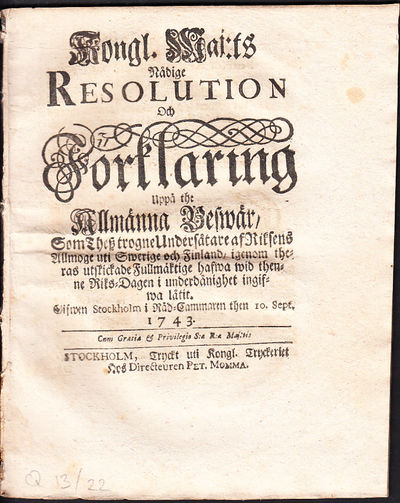 Kongl. Maj:ts
Nådige
RESOLUTION
Och
Förklaring
Uppå the
Allmänna Beswär/
Som Theß trogne Undersåtare af Riksens
Allmoge uti Swerige och Finland/ igenom the-
ras utskickade Fullmäktige hafwa wid then-
ne Riks-Dagen i underdånighet ingif-
wa låtit.
Gifwen Stockholm i Råd-Cammaren then 10. Sept.
1743.
Cum Gratia & Privilegio S:æ R:æ Maj:tis
STOCKHOLM, Tryckt uti Kongl. Tryckeriet
Hos Directeuren PET. MOMMA.
Q 13/22